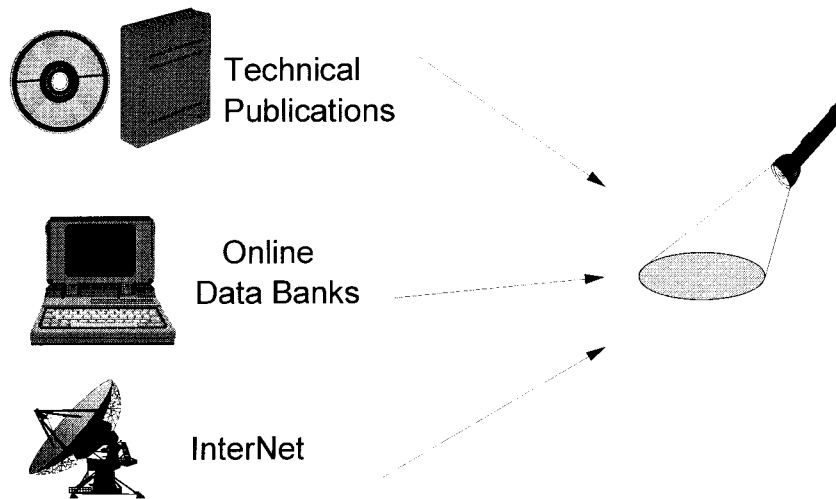 Technical
Publications
Online
Data Banks
InterNet